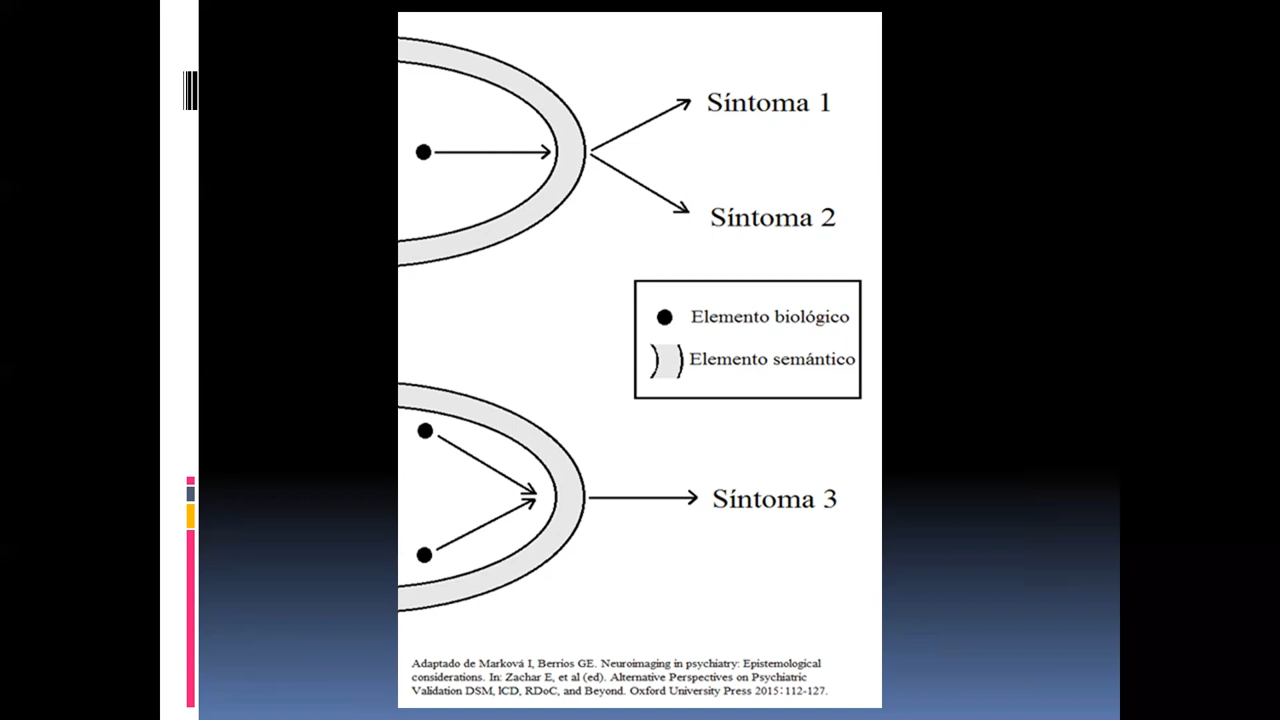 Síntoma 1
Síntoma 2
Elemento biológico
Elemento semántico
Síntoma 3
Adaptado de Marková I, Berrios GE. Neuroimaging in psychiatry: Epistemological
considerations. In: Zachar E, et al (ed). Alternative Perspectives on Psychiatric
Validation DSM, lCD, RDoC, and Beyond. Oxford University Press 2015:112-127.